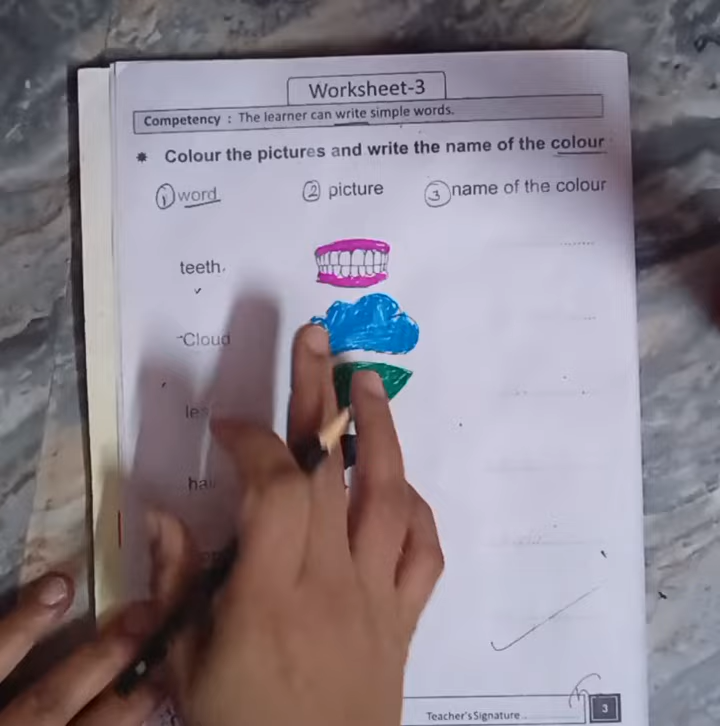 Worksheet-3
Competency : The learner can write simple words.
* Colour the pictures and write the name of the colour
1 word 2 picture 3 name of the colour
teeth
Cloud
Teacher's Signature
3